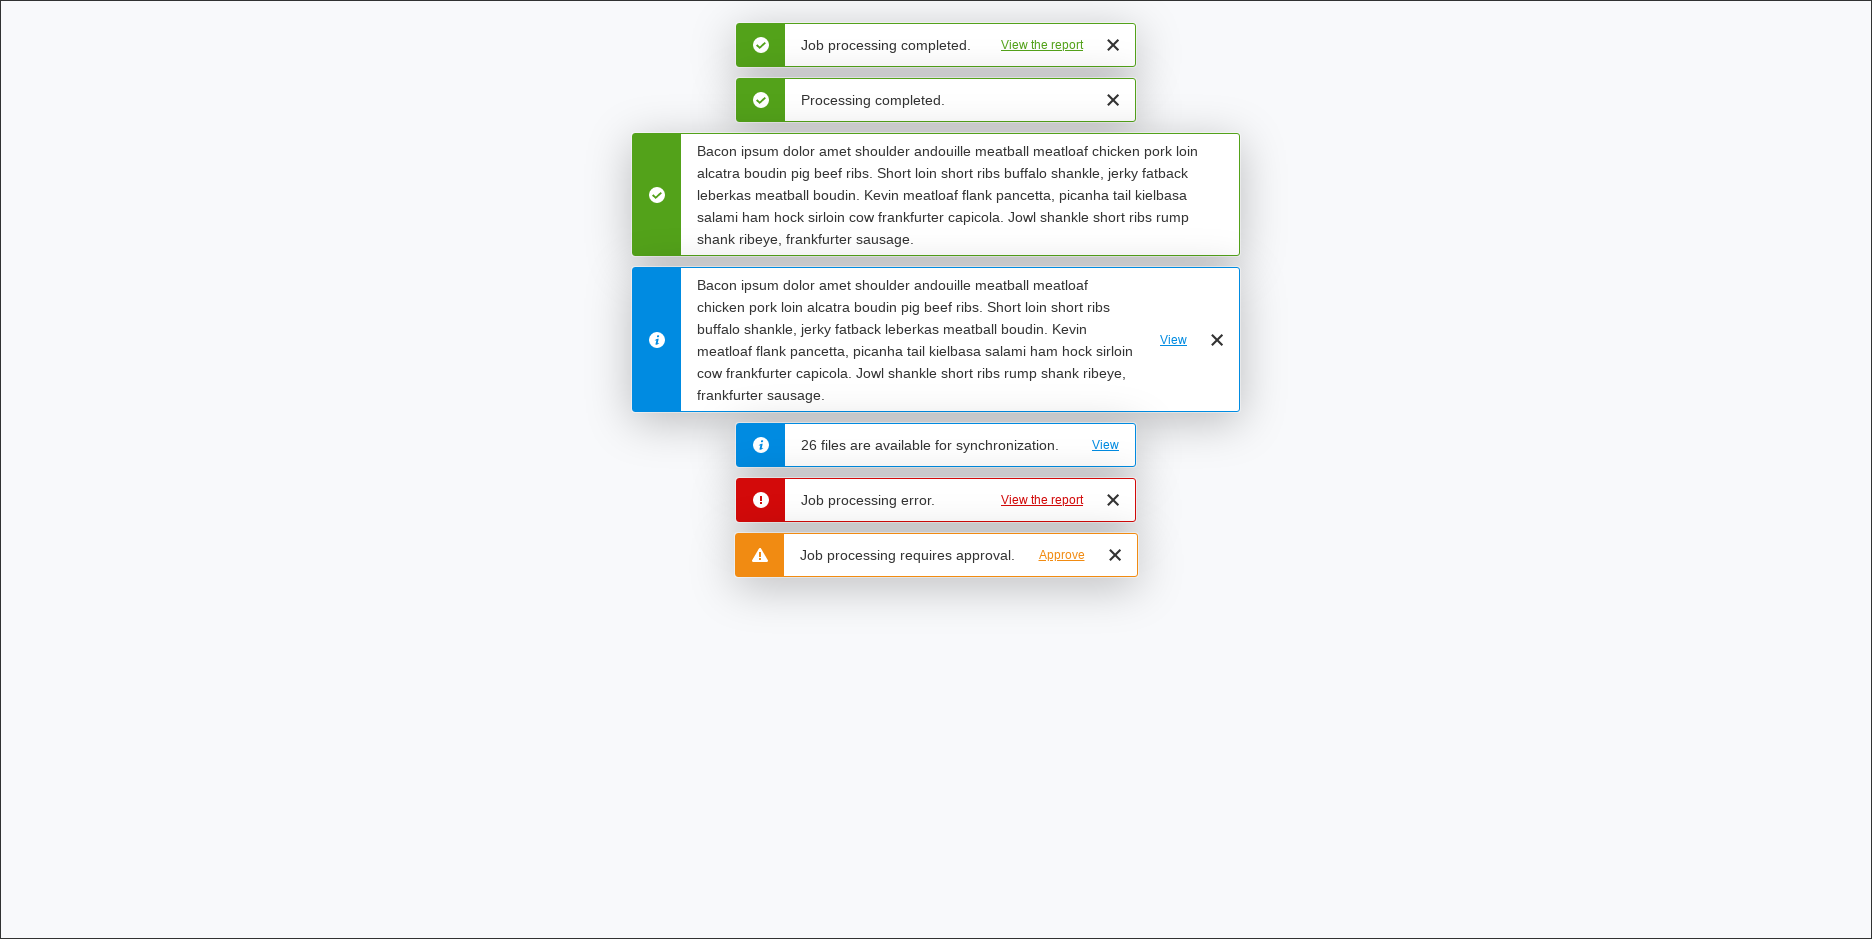 Job processing completed. View the report
Processing completed.
Bacon ipsum dolor amet shoulder andouille meatball meatloaf chicken pork loin
alcatra boudin pig beef ribs. Short loin short ribs buffalo shankle, jerky fatback
leberkas meatball boudin. Kevin meatloaf flank pancetta, picanha tail kielbasa
salami ham hock sirloin cow frankfurter capicola. Jowl shankle short ribs rump
shank ribeye, frankfurter sausage.
Bacon ipsum dolor amet shoulder andouille meatball meatloaf
chicken pork loin alcatra boudin pig beef ribs. Short loin short ribs
buffalo shankle, jerky fatback leberkas meatball boudin. Kevin
meatloaf flank pancetta, picanha tail kielbasa salami ham hock sirloin
cow frankfurter capicola. Jowl shankle short ribs rump shank ribeye,
frankfurter sausage.
View
26 files are available for synchronization. View
Job processing error. View the report
Job processing requires approval. Approve